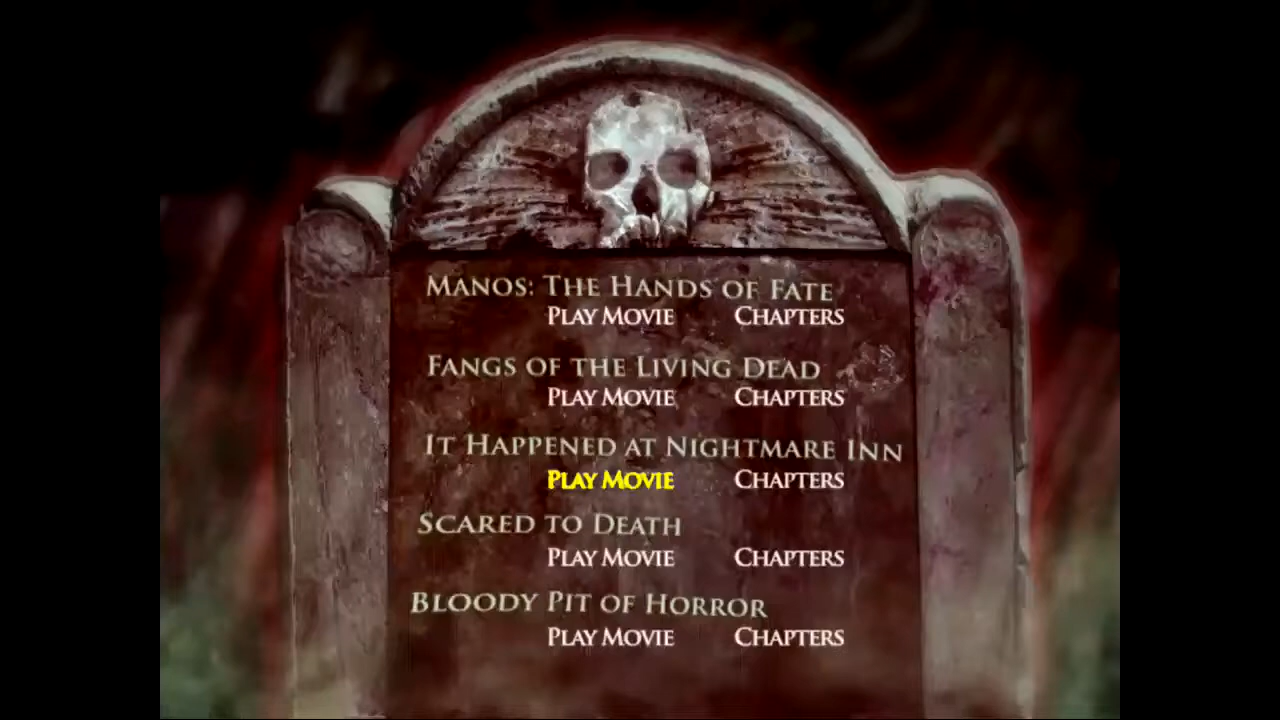 Manos: The Hands of Fate
Play Movie Chapters
Fangs of the Living Dead
Play Movie Chapters
It Happened at Nightmare Inn
Play Movie Chapters
Scared to Death
Play Movie Chapters
Bloody Pit of Horror
Play Movie Chapters